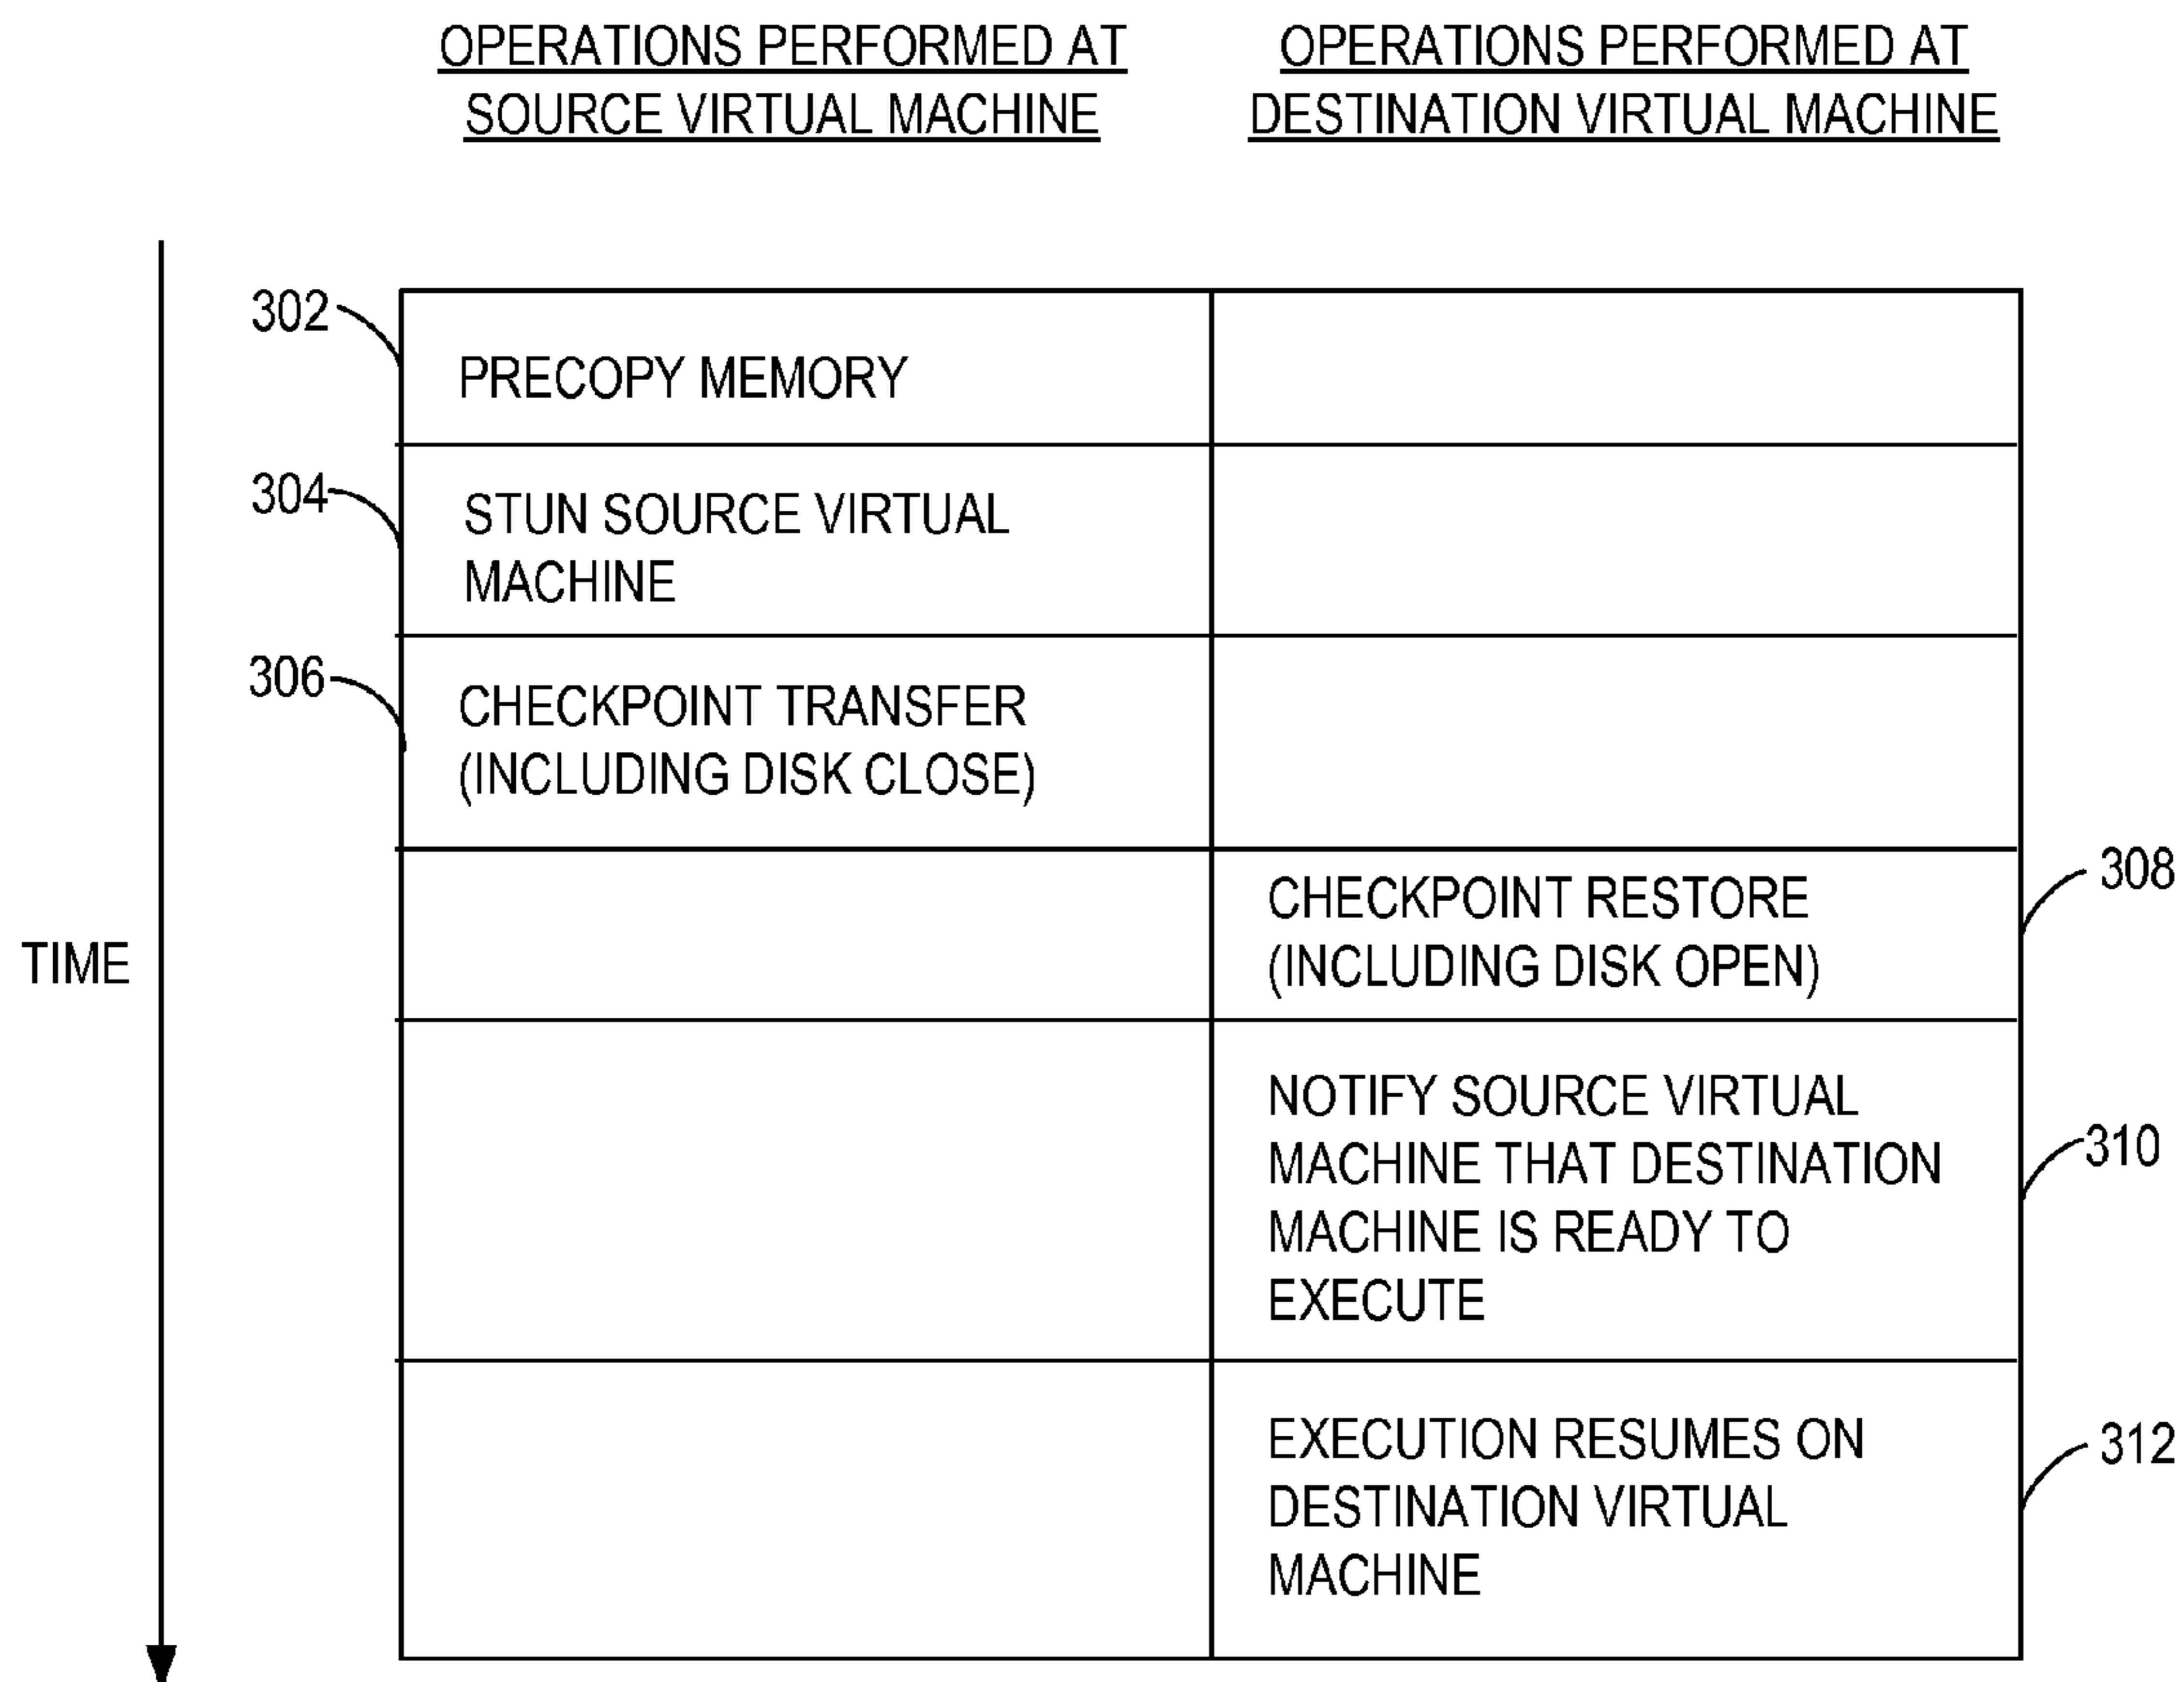 OPERATIONS PERFORMED AT
SOURCE VIRTUAL MACHINE
OPERATIONS PERFORMED AT
DESTINATION VIRTUAL MACHINE
302
PRECOPY MEMORY
304
STUN SOURCE VIRTUAL
MACHINE
306
CHECKPOINT TRANSFER
(INCLUDING DISK CLOSE)
308
CHECKPOINT RESTORE
(INCLUDING DISK OPEN)
TIME
NOTIFY SOURCE VIRTUAL
MACHINE THAT DESTINATION
MACHINE IS READY TO
EXECUTE
310
EXECUTION RESUMES ON
DESTINATION VIRTUAL
MACHINE
312